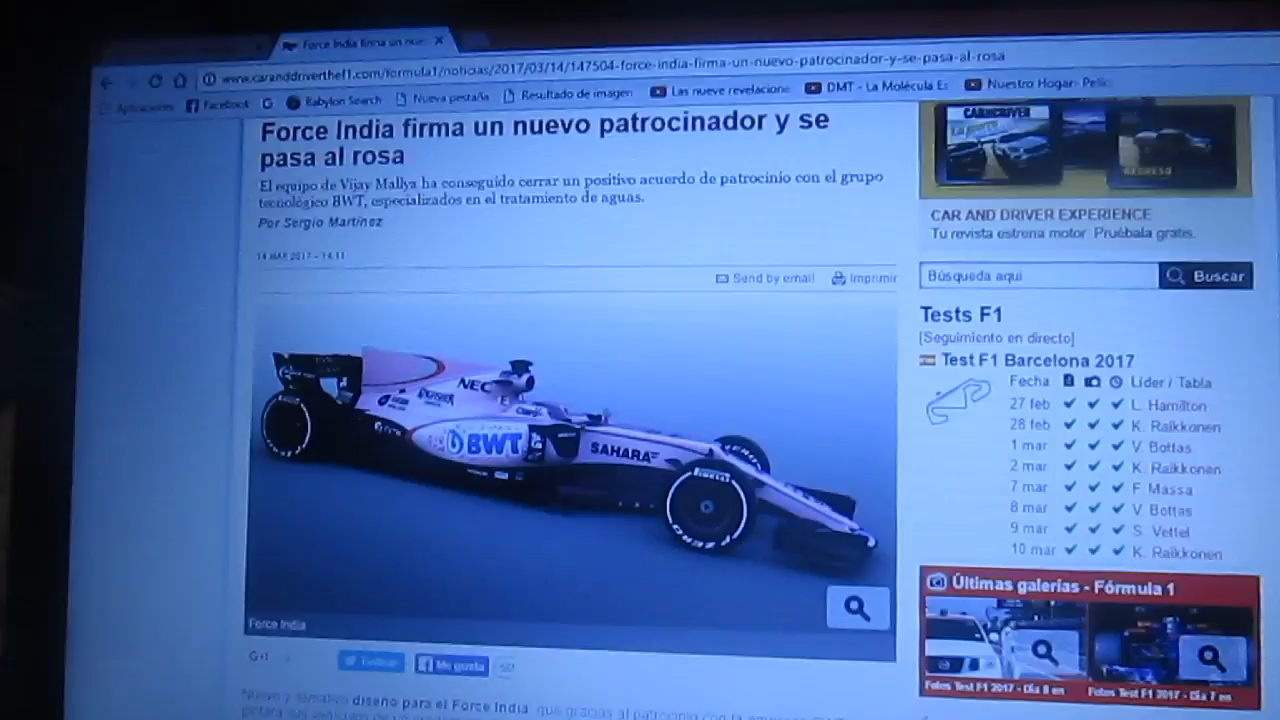 Force India firma un nue
www.caranddriverthef1.com/formula1/noticias/2017/03/14/147504-force-india-firma-un-nuevo-patrocinador-y-se-pasa-al-rosa
Aplicaciones Facebook G Babylon Search Nueva pestaña Resultado de imagen Las nueve revelacione DMT - La Molécula Es Nuestro Hogar- Pelíc
Force India firma un nuevo patrocinador y se
pasa al rosa
El equipo de Vijay Mallya ha conseguido cerrar un positivo acuerdo de patrocinio con el grupo
tecnológico BWT, especializados en el tratamiento de aguas.
Por Sergio Martínez
14 MAR 2017 - 14:11
Send by email Imprimir
NEC
BWT
SAHARA
PIRELLI
P ZERO
Force India
G+1
Twittear Me gusta
CAR AND DRIVER
REGRESO
CAR AND DRIVER EXPERIENCE
Tu revista estrena motor. Pruébala gratis.
Búsqueda aquí Buscar
Tests F1
[Seguimiento en directo]
Test F1 Barcelona 2017
Fecha Líder / Tabla
27 feb L. Hamilton
28 feb K. Raikkonen
1 mar V. Bottas
2 mar K. Raikkonen
7 mar F. Massa
8 mar V. Bottas
9 mar S. Vettel
10 mar K. Raikkonen
Últimas galerías - Fórmula 1
Fotos Test F1 2017 - Día 8 en Fotos Test F1 2017 - Día 7 en
diseño para el Force India, que gracias al patrocinio con la